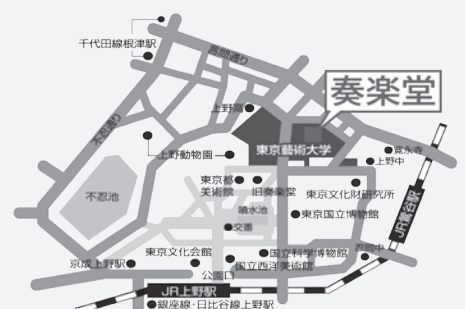 千代田線根津駅
言問通り
奏楽堂
不忍通り
上野高
東京藝術大学
寛永寺
上野中
上野動物園
東京都
美術館
旧奏楽堂
東京文化財研究所
JR鶯谷駅
不忍池
噴水池
東京国立博物館
交番
東京文化会館
国立科学博物館
京成上野駅
国立西洋美術館
公園口
JR上野駅
銀座線・日比谷線上野駅